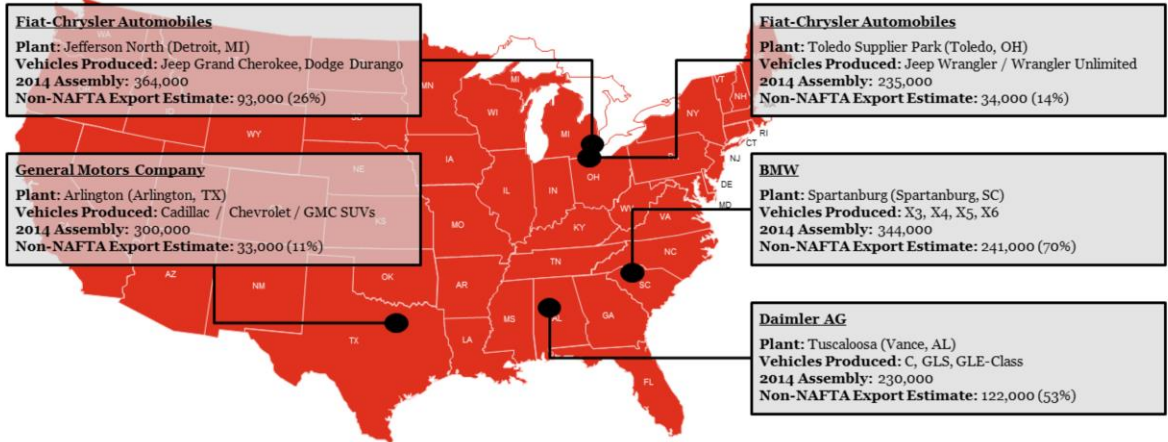 Fiat-Chrysler Automobiles
Plant: Jefferson North (Detroit, MI)
Vehicles Produced: Jeep Grand Cherokee, Dodge Durango
2014 Assembly: 364,000
Non-NAFTA Export Estimate: 93,000 (26%)
Fiat-Chrysler Automobiles
Plant: Toledo Supplier Park (Toledo, OH)
Vehicles Produced: Jeep Wrangler / Wrangler Unlimited
2014 Assembly: 235,000
Non-NAFTA Export Estimate: 34,000 (14%)
General Motors Company
Plant: Arlington (Arlington, TX)
Vehicles Produced: Cadillac / Chevrolet / GMC SUVs
2014 Assembly: 300,000
Non-NAFTA Export Estimate: 33,000 (11%)
BMW
Plant: Spartanburg (Spartanburg, SC)
Vehicles Produced: X3, X4, X5, X6
2014 Assembly: 344,000
Non-NAFTA Export Estimate: 241,000 (70%)
Daimler AG
Plant: Tuscaloosa (Vance, AL)
Vehicles Produced: C, GLS, GLE-Class
2014 Assembly: 230,000
Non-NAFTA Export Estimate: 122,000 (53%)
WA
MN
MI
VT
NH
WI
NY
MI
RI
CT
WY
IA
NE
NJ
IL
IN
OH
DE
MD
WV
VA
KS
MO
KY
NC
TN
AZ
NM
OK
AR
SC
MS
AL
GA
TX
LA
FL